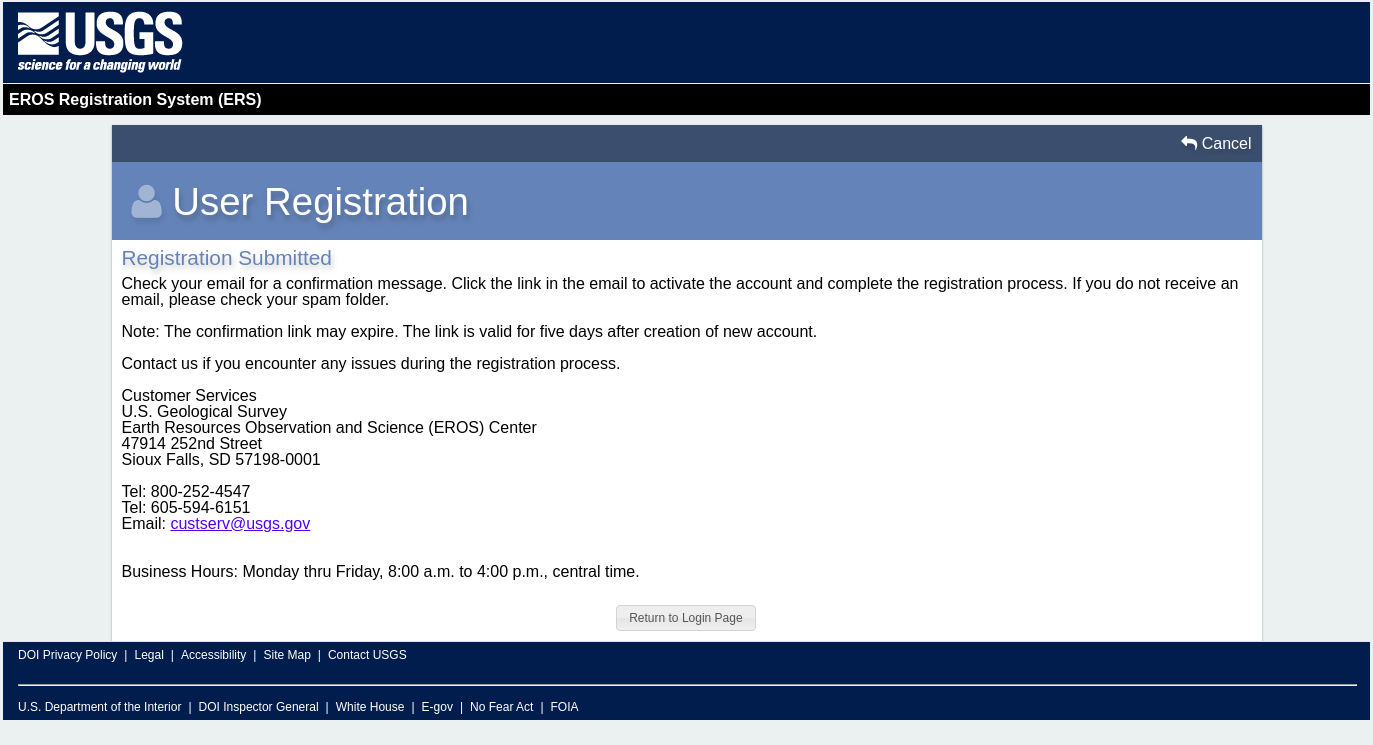 USGS
science for a changing world
EROS Registration System (ERS)
Cancel
User Registration
Registration Submitted
Check your email for a confirmation message. Click the link in the email to activate the account and complete the registration process. If you do not receive an
email, please check your spam folder.
Note: The confirmation link may expire. The link is valid for five days after creation of new account.
Contact us if you encounter any issues during the registration process.
Customer Services
U.S. Geological Survey
Earth Resources Observation and Science (EROS) Center
47914 252nd Street
Sioux Falls, SD 57198-0001
Tel: 800-252-4547
Tel: 605-594-6151
Email: custserv@usgs.gov
Business Hours: Monday thru Friday, 8:00 a.m. to 4:00 p.m., central time.
Return to Login Page
DOI Privacy Policy | Legal | Accessibility | Site Map | Contact USGS
U.S. Department of the Interior | DOI Inspector General | White House | E-gov | No Fear Act | FOIA